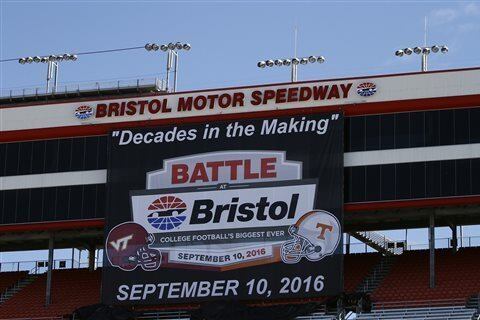 BRISTOL MOTOR SPEEDWAY
"Decades in the Making"
BATTLE
AT
Bristol
COLLEGE FOOTBALL'S BIGGEST EVER
SEPTEMBER 10, 2016
VT
T
SEPTEMBER 10, 2016